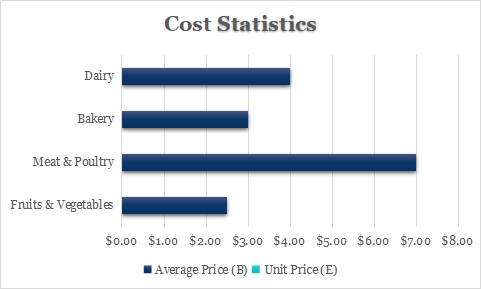 Cost Statistics
Dairy
Bakery
Meat & Poultry
Fruits & Vegetables
$0.00 $1.00 $2.00 $3.00 $4.00 $5.00 $6.00 $7.00 $8.00
Average Price (B) Unit Price (E)